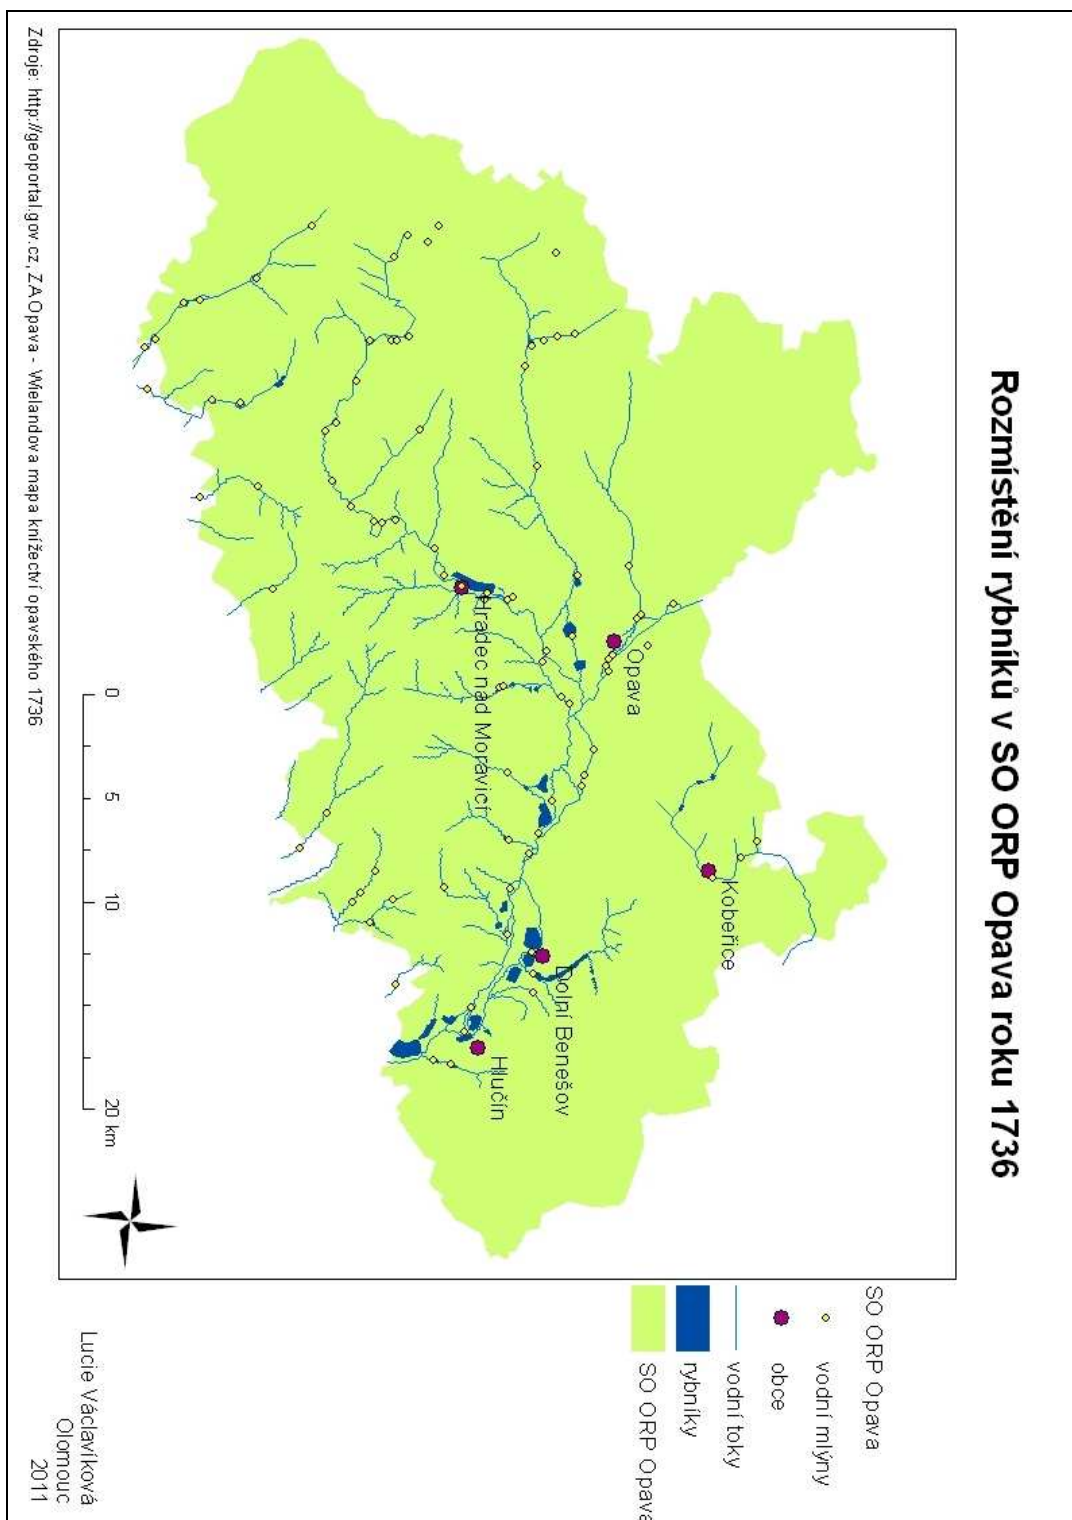 Rozmístění rybníků v SO ORP Opava roku 1736
Opava
Kobeřice
Hradec nad Moravicí
Dolní Benešov
Hlučín
0
5
10
20 km
SO ORP Opava
vodní mlýny
obce
vodní toky
rybníky
SO ORP Opava
Zdroje: http://geoportal.gov.cz, ZA Opava - Wielandova mapa knížectví opavského 1736
Lucie Václavíková
Olomouc
2011